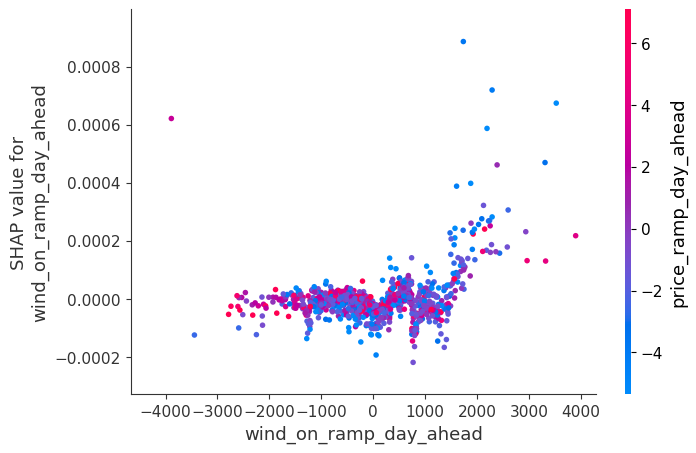 0.0008
0.0006
0.0004
0.0002
0.0000
−0.0002
SHAP value for
wind_on_ramp_day_ahead
−4000 −3000 −2000 −1000 0 1000 2000 3000 4000
wind_on_ramp_day_ahead
6
4
2
0
−2
−4
price_ramp_day_ahead